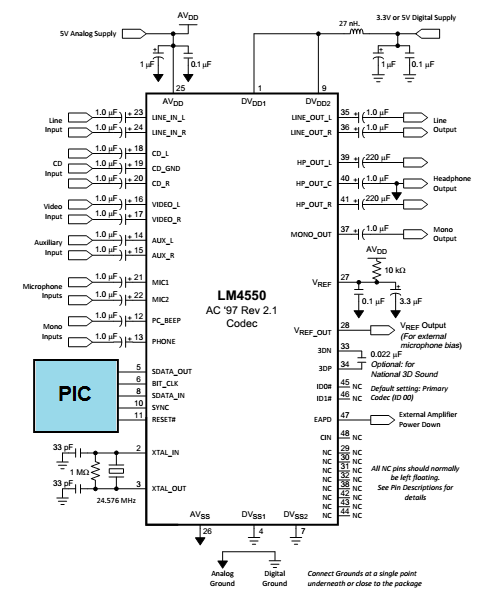 AVDD
5V Analog Supply
27 nH.
3.3V or 5V Digital Supply
1 µF
0.1 µF
1 µF
0.1 µF
25
1
9
AVDD
DVDD1
DVDD2
Line
Input
1.0 µF
+ 23
LINE_IN_L
1.0 µF
+ 24
LINE_IN_R
CD
Input
1.0 µF
+ 18
CD_L
1.0 µF
+ 19
CD_GND
1.0 µF
+ 20
CD_R
Video
Input
1.0 µF
+ 16
VIDEO_L
1.0 µF
+ 17
VIDEO_R
Auxiliary
Input
1.0 µF
+ 14
AUX_L
1.0 µF
+ 15
AUX_R
Microphone
Inputs
1.0 µF
+ 21
MIC1
1.0 µF
+ 22
MIC2
Mono
Inputs
1.0 µF
+ 12
PC_BEEP
1.0 µF
+ 13
PHONE
PIC
5
SDATA_OUT
6
BIT_CLK
8
SDATA_IN
10
SYNC
11
RESET#
33 pF
2
XTAL_IN
1 MΩ
33 pF
3
XTAL_OUT
24.576 MHz
LM4550
AC '97 Rev 2.1
Codec
LINE_OUT_L
35
+ 1.0 µF
LINE_OUT_R
36
+ 1.0 µF
Line
Output
HP_OUT_L
39
+ 220 µF
HP_OUT_C
40
+ 1.0 µF
HP_OUT_R
41
+ 220 µF
Headphone
Output
MONO_OUT
37
+ 1.0 µF
Mono
Output
AVDD
10 kΩ
VREF
27
0.1 µF
3.3 µF
VREF_OUT
28
VREF Output
(For external
microphone bias)
3DN
33
3DP
34
0.022 µF
Optional: for
National 3D Sound
ID0#
45 NC
ID1#
46 NC
Default setting: Primary
Codec (ID 00)
EAPD
47
External Amplifier
Power Down
CIN
48 NC
NC 29 NC
NC 30 NC
NC 31 NC
NC 32 NC
NC 38 NC
NC 42 NC
NC 43 NC
NC 44 NC
All NC pins should normally
be left floating.
See Pin Descriptions for
details
AVSS
DVSS1
DVSS2
26
4
7
Analog
Ground
Digital
Ground
Connect Grounds at a single point
underneath or close to the package